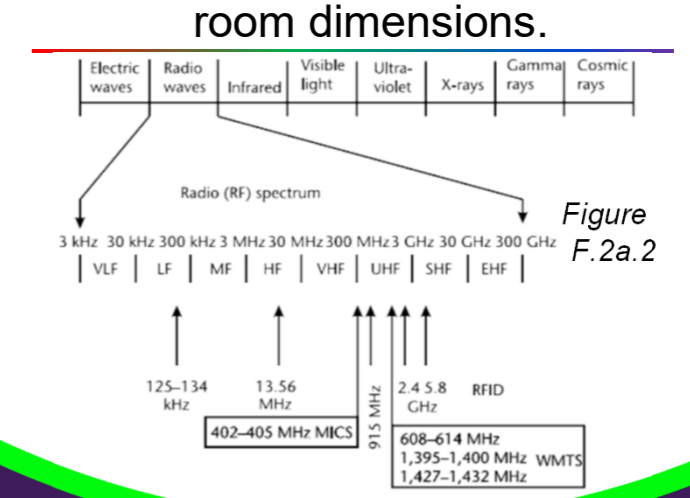 room dimensions.
Electric waves | Radio waves | Infrared | Visible light | Ultra-violet | X-rays | Gamma rays | Cosmic rays
Radio (RF) spectrum
Figure F.2a.2
3 kHz 30 kHz 300 kHz 3 MHz 30 MHz 300 MHz 3 GHz 30 GHz 300 GHz
VLF | LF | MF | HF | VHF | UHF | SHF | EHF
125–134 kHz
13.56 MHz
915 MHz
2.4 5.8 GHz
RFID
402–405 MHz MICS
608–614 MHz
1,395–1,400 MHz WMTS
1,427–1,432 MHz